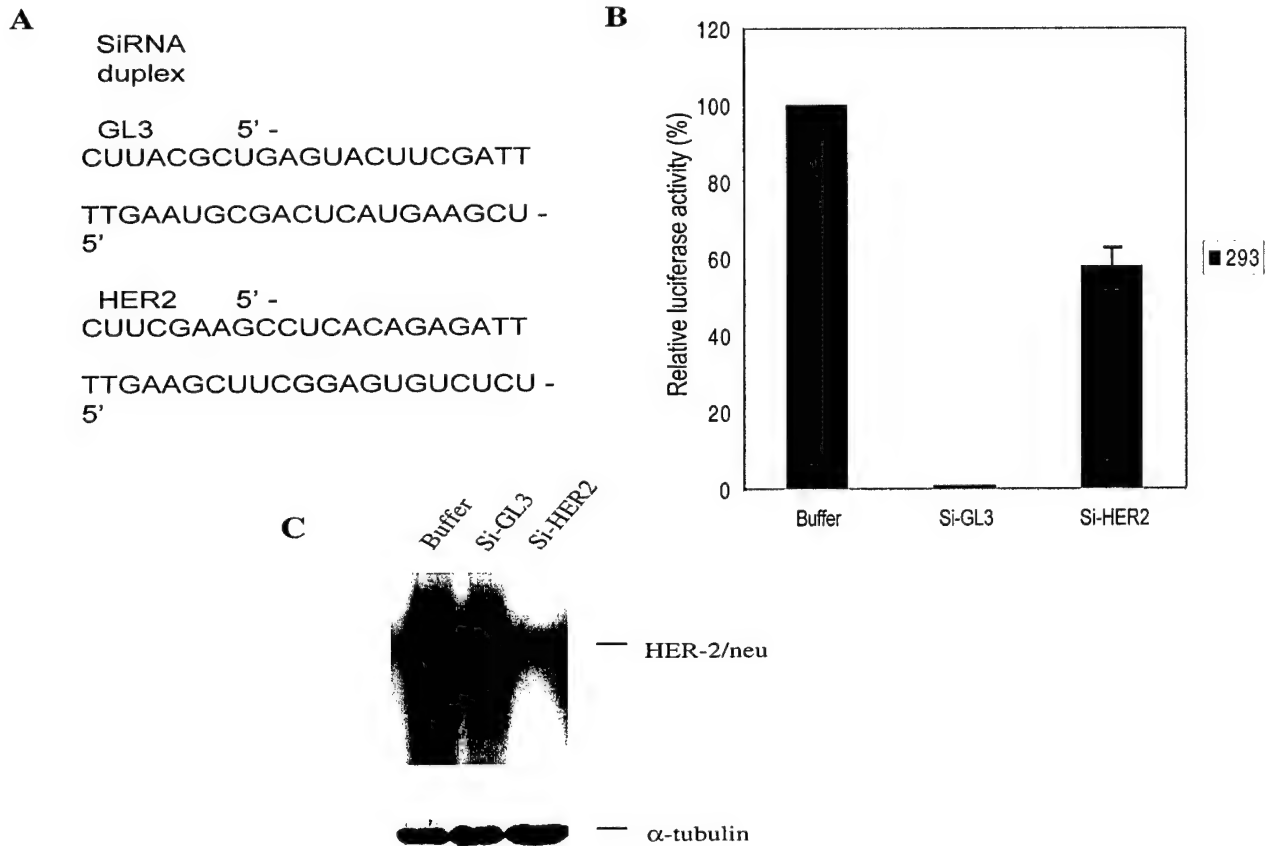 A
SiRNA
duplex
GL3 5' -
CUUACGCUGAGUACUUCGATT
TTGAAUGCGACUCAUGAAGCU -
5'
HER2 5' -
CUUCGAAGCCUCACAGAGATT
TTGAAGCUUCGGAGUGUCUCU -
5'
B
Relative luciferase activity (%)
120
100
80
60
40
20
0
Buffer Si-GL3 Si-HER2
293
C
Buffer Si-GL3 Si-HER2
HER-2/neu
α-tubulin